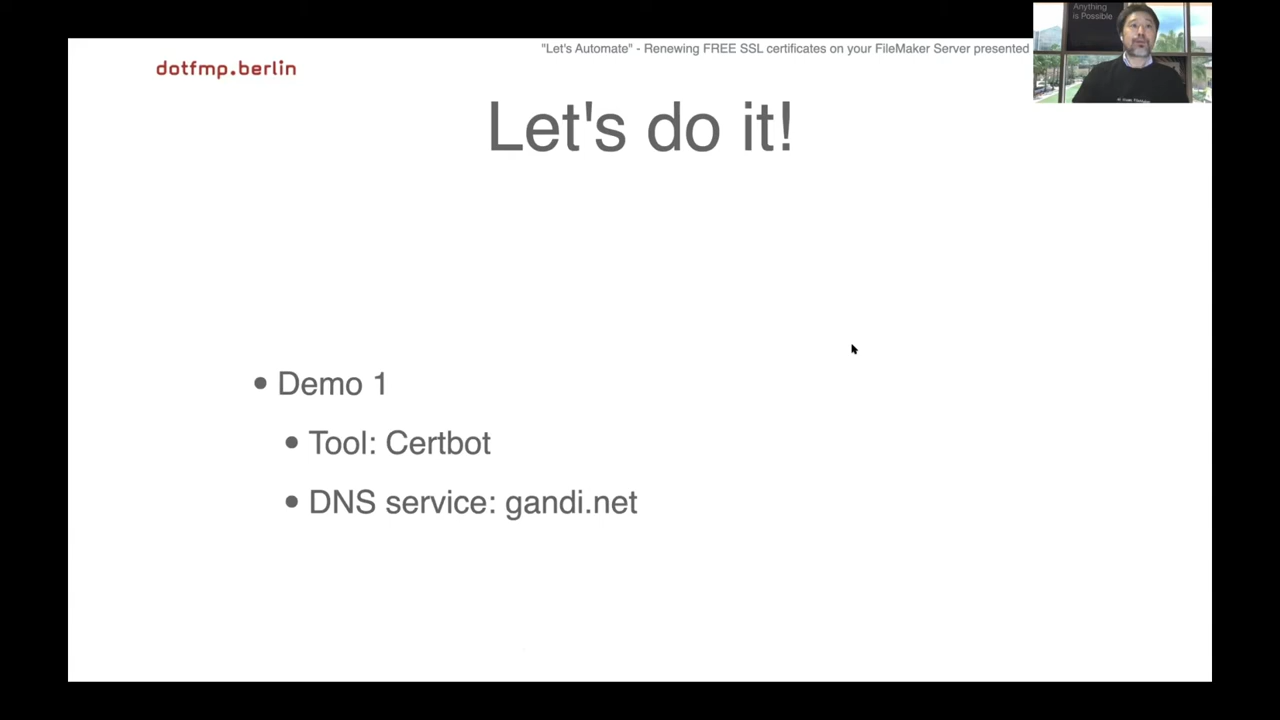 Anything
is Possible
"Let's Automate" - Renewing FREE SSL certificates on your FileMaker Server presented
dotfmp.berlin
Let's do it!
• Demo 1
• Tool: Certbot
• DNS service: gandi.net